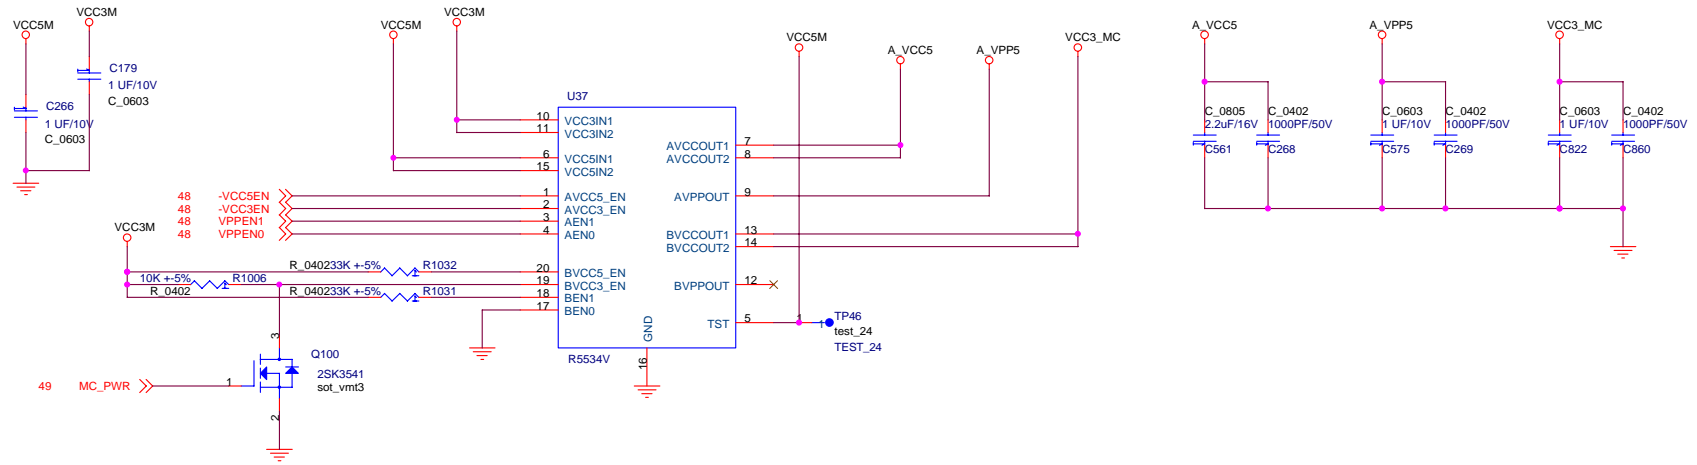 VCC5M
VCC3M
C179
1 UF/10V
C_0603
C266
1 UF/10V
C_0603
VCC5M
VCC3M
U37
10 VCC3IN1
11 VCC3IN2
6 VCC5IN1
15 VCC5IN2
48 -VCC5EN 1 AVCC5_EN
48 -VCC3EN 2 AVCC3_EN
48 VPPEN1 3 AEN1
48 VPPEN0 4 AEN0
VCC3M
R_0402 33K +-5% R1032 20 BVCC5_EN
10K +-5% R1006 19 BVCC3_EN
R_0402
R_0402 33K +-5% R1031 18 BEN1
17 BEN0
AVCCOUT1 7
AVCCOUT2 8
AVPPOUT 9
BVCCOUT1 13
BVCCOUT2 14
BVPPOUT 12
TST 5
GND
16
R5534V
VCC5M
A_VCC5
A_VPP5
VCC3_MC
1
1
TP46
test_24
TEST_24
3
Q100
2SK3541
sot_vmt3
49 MC_PWR 1
2
A_VCC5
C_0805
2.2uF/16V
C561
C_0402
1000PF/50V
C268
A_VPP5
C_0603
1 UF/10V
C575
C_0402
1000PF/50V
C269
VCC3_MC
C_0603
1 UF/10V
C822
C_0402
1000PF/50V
C860